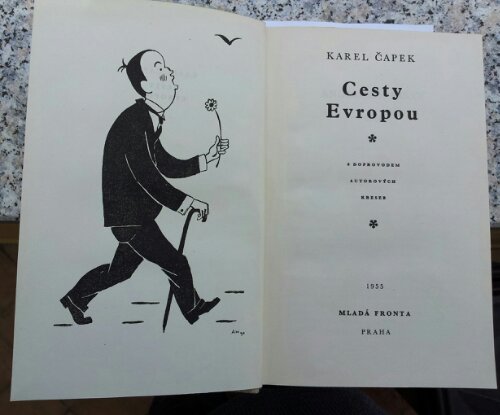 KAREL ČAPEK
Cesty
Evropou
S DOPROVODEM
AUTOROVÝCH
KRESEB
1955
MLADÁ FRONTA
PRAHA